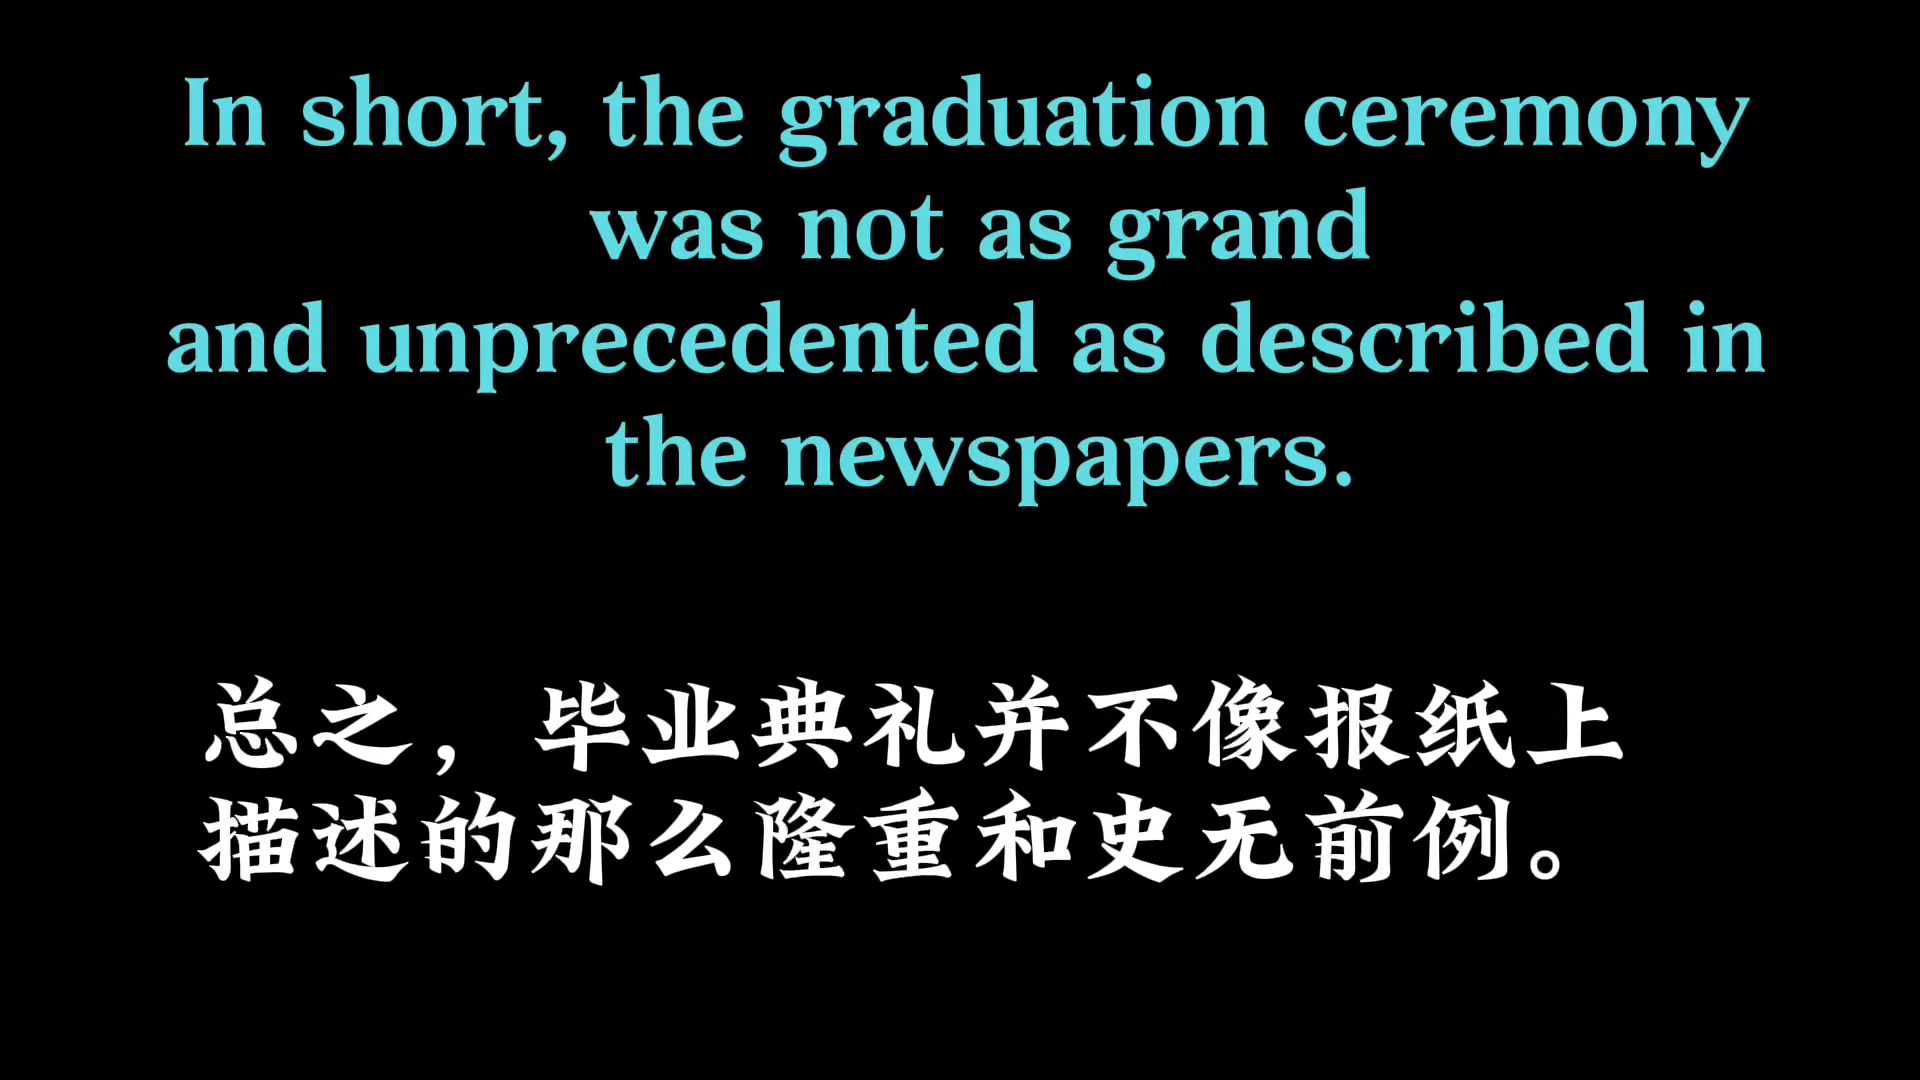 In short, the graduation ceremony
was not as grand
and unprecedented as described in
the newspapers.
总之，毕业典礼并不像报纸上
描述的那么隆重和史无前例。